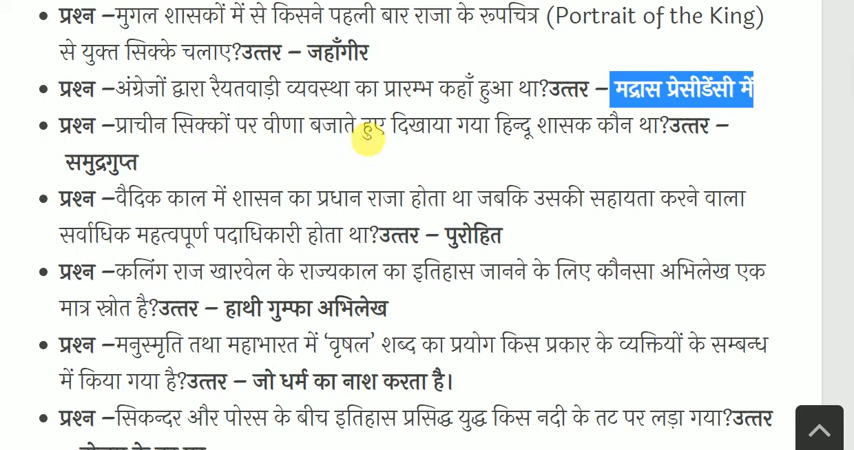 प्रश्न –मुगल शासकों में से किसने पहली बार राजा के रूपचित्र (Portrait of the King)
से युक्त सिक्के चलाए?उत्तर – जहाँगीर
प्रश्न –अंग्रेजों द्वारा रैयतवाड़ी व्यवस्था का प्रारम्भ कहाँ हुआ था?उत्तर – मद्रास प्रेसीडेंसी में
प्रश्न –प्राचीन सिक्कों पर वीणा बजाते हुए दिखाया गया हिन्दू शासक कौन था?उत्तर –
समुद्रगुप्त
प्रश्न –वैदिक काल में शासन का प्रधान राजा होता था जबकि उसकी सहायता करने वाला
सर्वाधिक महत्वपूर्ण पदाधिकारी होता था?उत्तर – पुरोहित
प्रश्न –कलिंग राज खारवेल के राज्यकाल का इतिहास जानने के लिए कौनसा अभिलेख एक
मात्र स्रोत है?उत्तर – हाथी गुम्फा अभिलेख
प्रश्न –मनुस्मृति तथा महाभारत में ‘वृषल’ शब्द का प्रयोग किस प्रकार के व्यक्तियों के सम्बन्ध
में किया गया है?उत्तर – जो धर्म का नाश करता है।
प्रश्न –सिकन्दर और पोरस के बीच इतिहास प्रसिद्ध युद्ध किस नदी के तट पर लड़ा गया?उत्तर